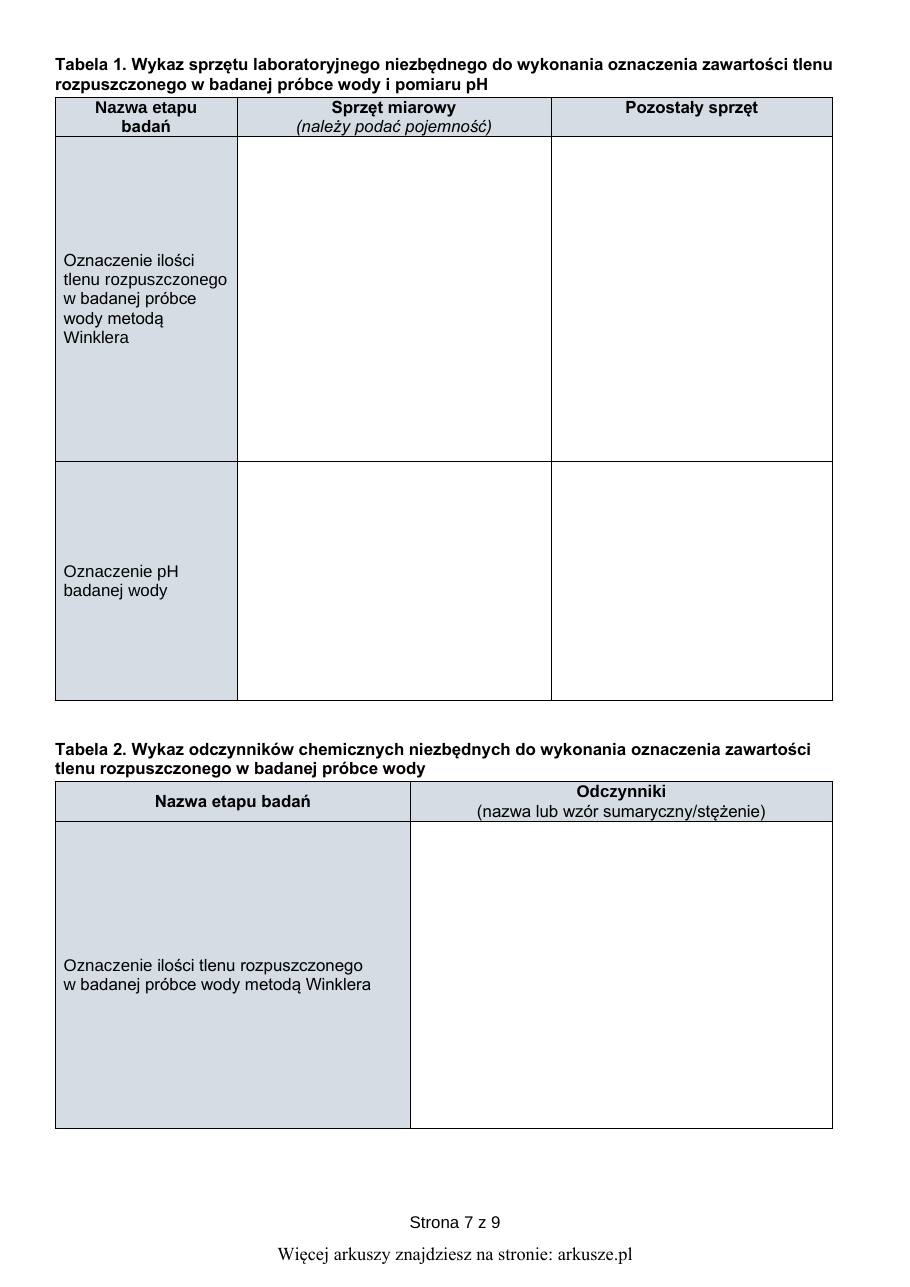 Tabela 1. Wykaz sprzętu laboratoryjnego niezbędnego do wykonania oznaczenia zawartości tlenu
rozpuszczonego w badanej próbce wody i pomiaru pH
Nazwa etapu
badań
Sprzęt miarowy
(należy podać pojemność)
Pozostały sprzęt
Oznaczenie ilości
tlenu rozpuszczonego
w badanej próbce
wody metodą
Winklera
Oznaczenie pH
badanej wody
Tabela 2. Wykaz odczynników chemicznych niezbędnych do wykonania oznaczenia zawartości
tlenu rozpuszczonego w badanej próbce wody
Nazwa etapu badań
Odczynniki
(nazwa lub wzór sumaryczny/stężenie)
Oznaczenie ilości tlenu rozpuszczonego
w badanej próbce wody metodą Winklera
Strona 7 z 9
Więcej arkuszy znajdziesz na stronie: arkusze.pl